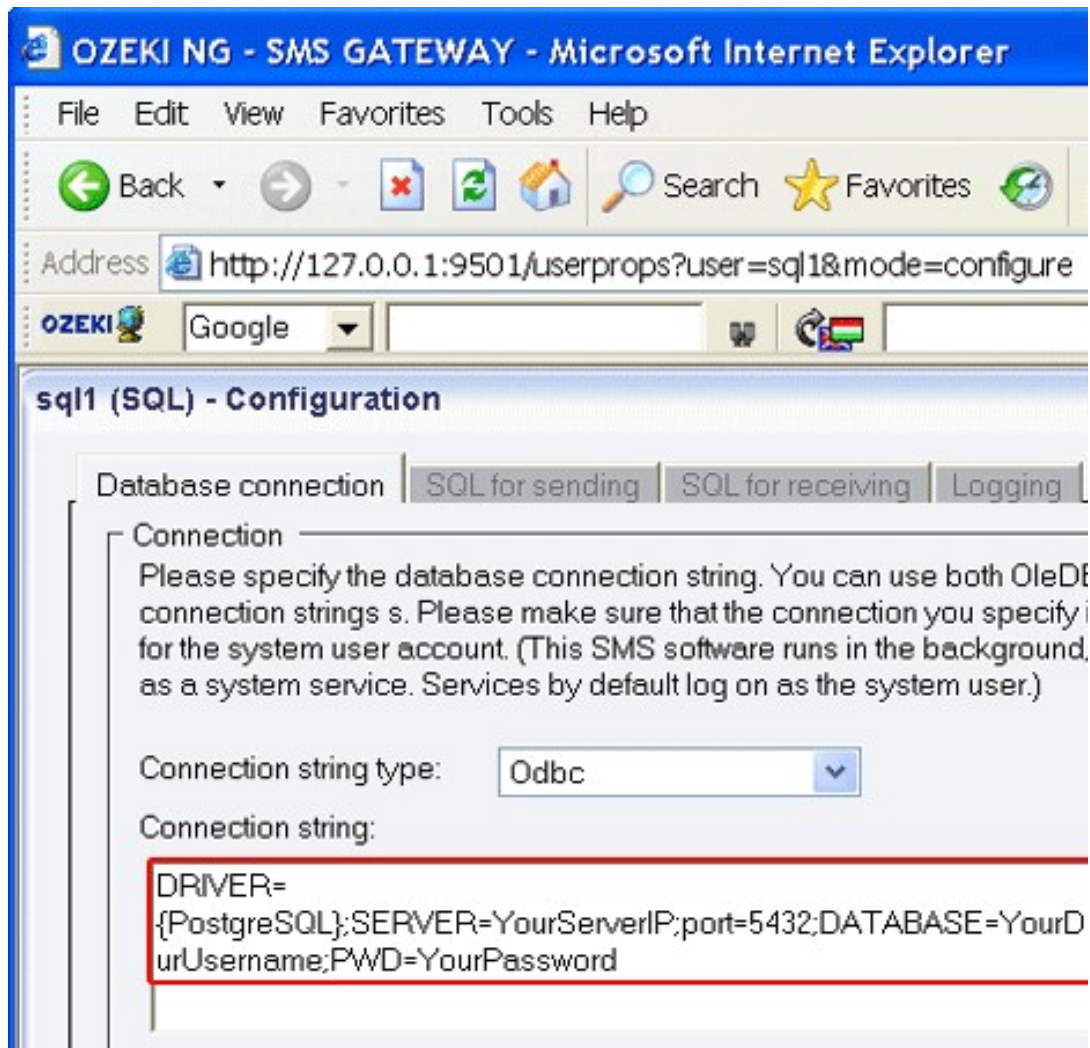 OZEKI NG - SMS GATEWAY - Microsoft Internet Explorer
File Edit View Favorites Tools Help
Back Search Favorites
Address http://127.0.0.1:9501/userprops?user=sql1&mode=configure
OZEKI Google
sql1 (SQL) - Configuration
Database connection SQL for sending SQL for receiving Logging
Connection
Please specify the database connection string. You can use both OleDB
connection strings s. Please make sure that the connection you specify
for the system user account. (This SMS software runs in the background,
as a system service. Services by default log on as the system user.)
Connection string type: Odbc
Connection string:
DRIVER=
{PostgreSQL};SERVER=YourServerIP;port=5432;DATABASE=YourD
urUsername;PWD=YourPassword